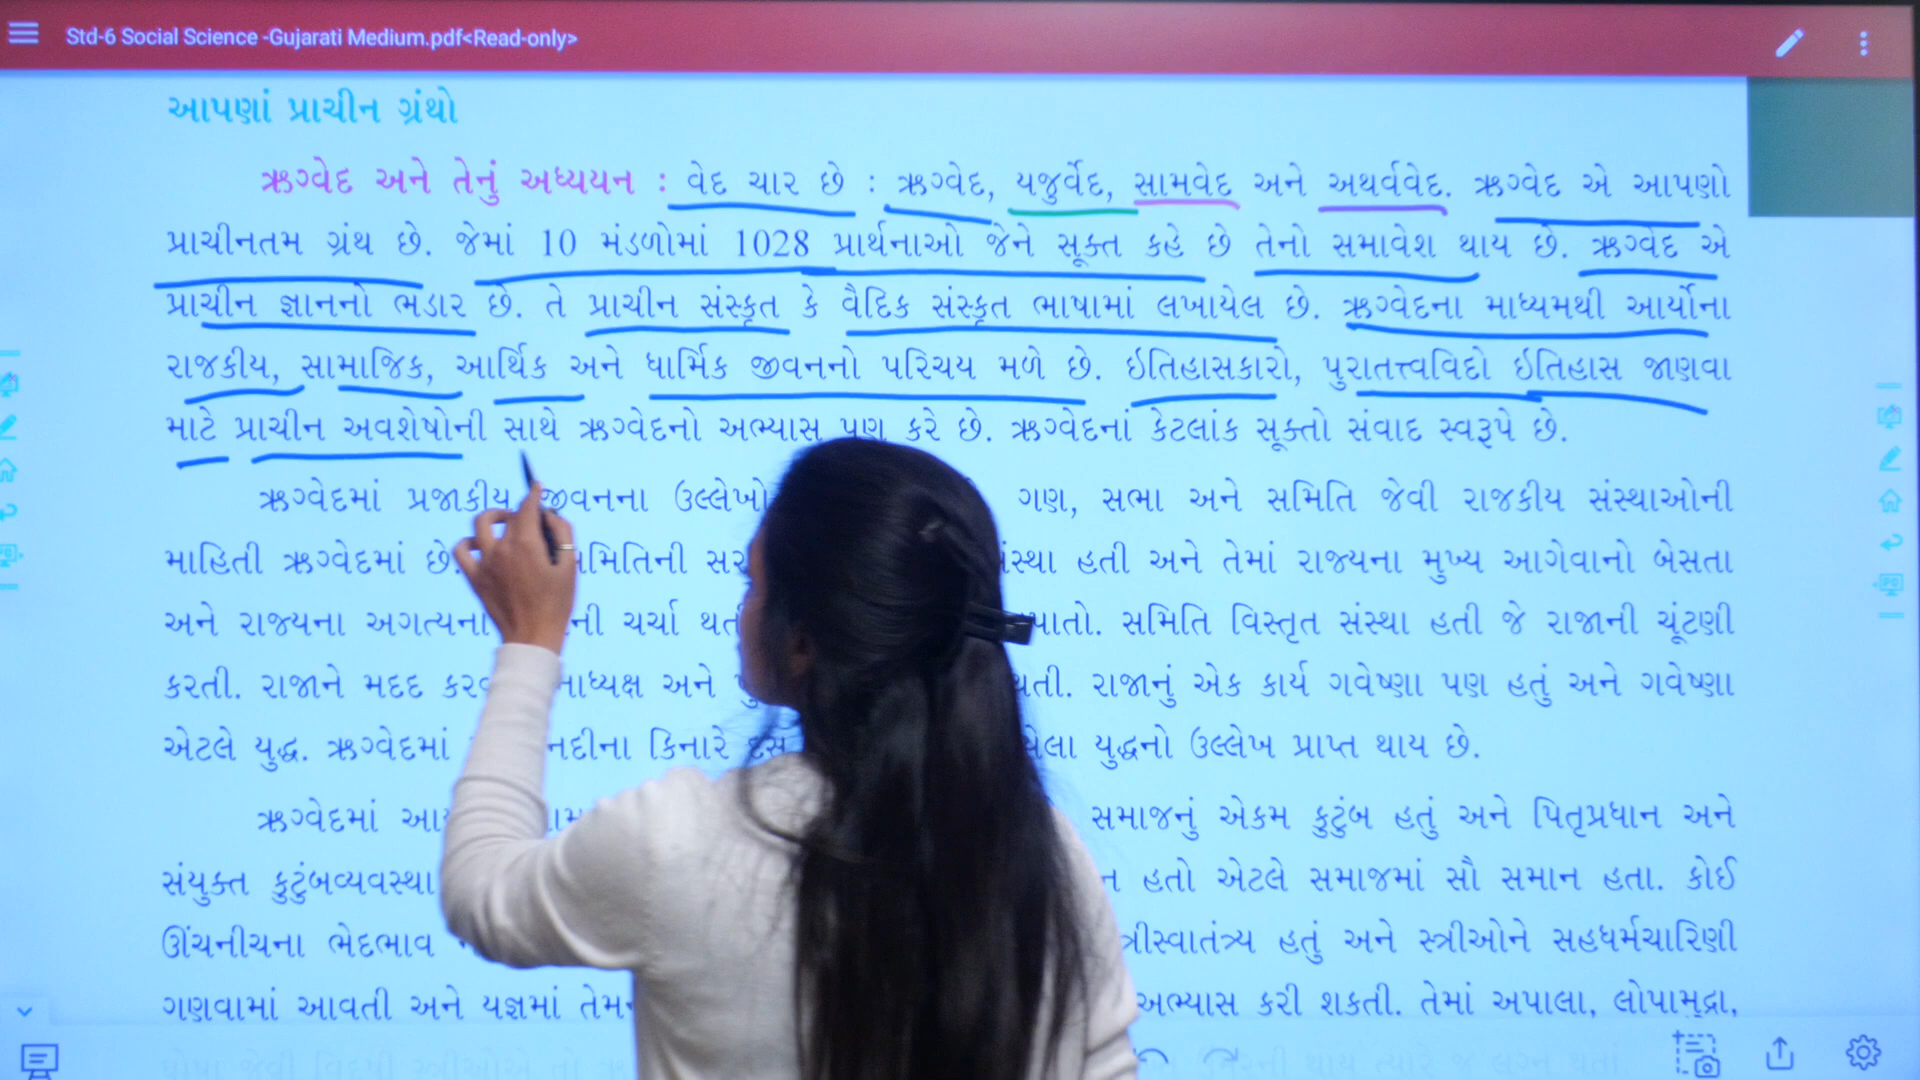 Std-6 Social Science -Gujarati Medium.pdf<Read-only>
આપણાં પ્રાચીન ગ્રંથો
ઋગ્વેદ અને તેનું અધ્યયન : વેદ ચાર છે : ઋગ્વેદ, યજુર્વેદ, સામવેદ અને અથર્વવેદ. ઋગ્વેદ એ આપણો
પ્રાચીનતમ ગ્રંથ છે. જેમાં 10 મંડળોમાં 1028 પ્રાર્થનાઓ જેને સૂક્ત કહે છે તેનો સમાવેશ થાય છે. ઋગ્વેદ એ
પ્રાચીન જ્ઞાનનો ભંડાર છે. તે પ્રાચીન સંસ્કૃત કે વૈદિક સંસ્કૃત ભાષામાં લખાયેલ છે. ઋગ્વેદના માધ્યમથી આર્યોના
રાજકીય, સામાજિક, આર્થિક અને ધાર્મિક જીવનનો પરિચય મળે છે. ઇતિહાસકારો, પુરાતત્ત્વવિદો ઇતિહાસ જાણવા
માટે પ્રાચીન અવશેષોની સાથે ઋગ્વેદનો અભ્યાસ પણ કરે છે. ઋગ્વેદનાં કેટલાંક સૂક્તો સંવાદ સ્વરૂપે છે.
ઋગ્વેદમાં પ્રજાકીય જીવનના ઉલ્લેખો ગણ, સભા અને સમિતિ જેવી રાજકીય સંસ્થાઓની
માહિતી ઋગ્વેદમાં છે. હતી અને તેમાં રાજ્યના મુખ્ય આગેવાનો બેસતા
અને રાજ્યના અગત્યના ચર્ચા સમિતિ વિસ્તૃત સંસ્થા હતી જે રાજાની ચૂંટણી
કરતી. રાજાને મદદ અને રાજાનું એક કાર્ય ગવેષ્ણા પણ હતું અને ગવેષ્ણા
એટલે યુદ્ધ. ઋગ્વેદમાં નદીના કિનારે યુદ્ધનો ઉલ્લેખ પ્રાપ્ત થાય છે.
ઋગ્વેદમાં સમાજનું એકમ કુટુંબ હતું અને પિતૃપ્રધાન અને
સંયુક્ત કુટુંબવ્યવસ્થા હતો એટલે સમાજમાં સૌ સમાન હતા. કોઈ
ઊંચનીચના ભેદભાવ હતું અને સ્ત્રીઓને સહધર્મચારિણી
ગણવામાં આવતી અને યજ્ઞમાં અભ્યાસ કરી શકતી. તેમાં અપાલા, લોપામુદ્રા,